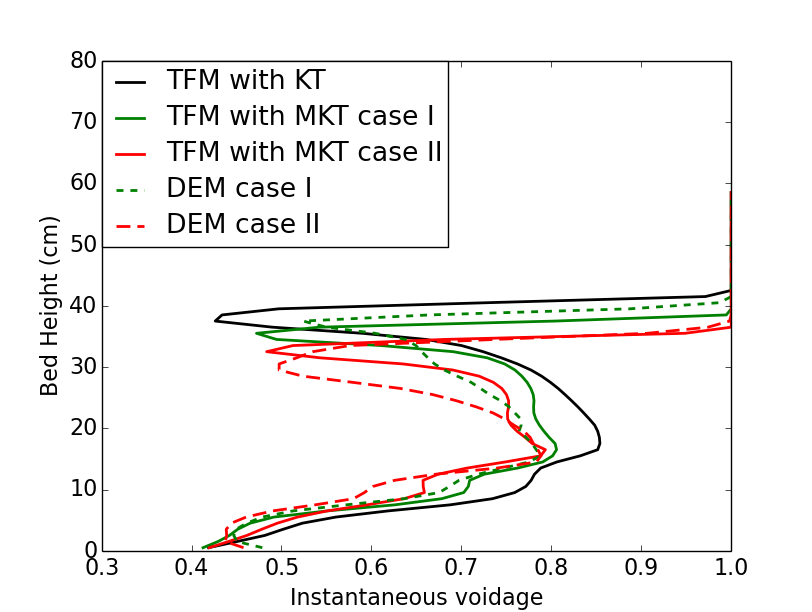 80
70
60
50
40
30
20
10
0
Bed Height (cm)
TFM with KT
TFM with MKT case I
TFM with MKT case II
DEM case I
DEM case II
0.3 0.4 0.5 0.6 0.7 0.8 0.9 1.0
Instantaneous voidage